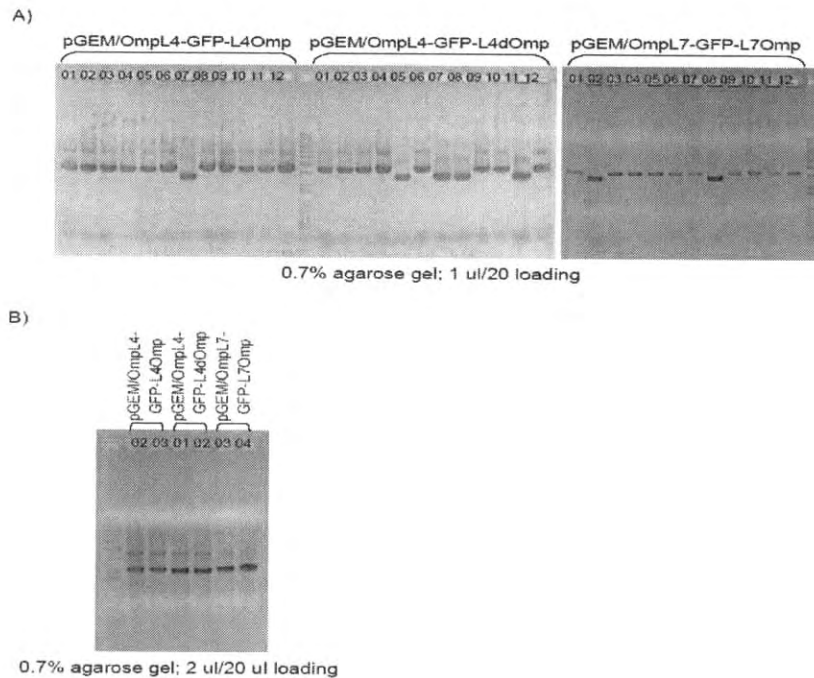 A)
pGEM/OmpL4-GFP-L4Omp pGEM/OmpL4-GFP-L4dOmp pGEM/OmpL7-GFP-L7Omp
01 02 03 04 05 06 07 08 09 10 11 12 01 02 03 04 05 06 07 08 09 10 11 12 01 02 03 04 05 06 07 08 09 10 11 12
0.7% agarose gel; 1 ul/20 loading
B)
pGEM/OmpL4-
GFP-L4Omp
pGEM/OmpL4-
GFP-L4dOmp
pGEM/OmpL7-
GFP-L7Omp
02 03 01 02 03 04
0.7% agarose gel; 2 ul/20 ul loading